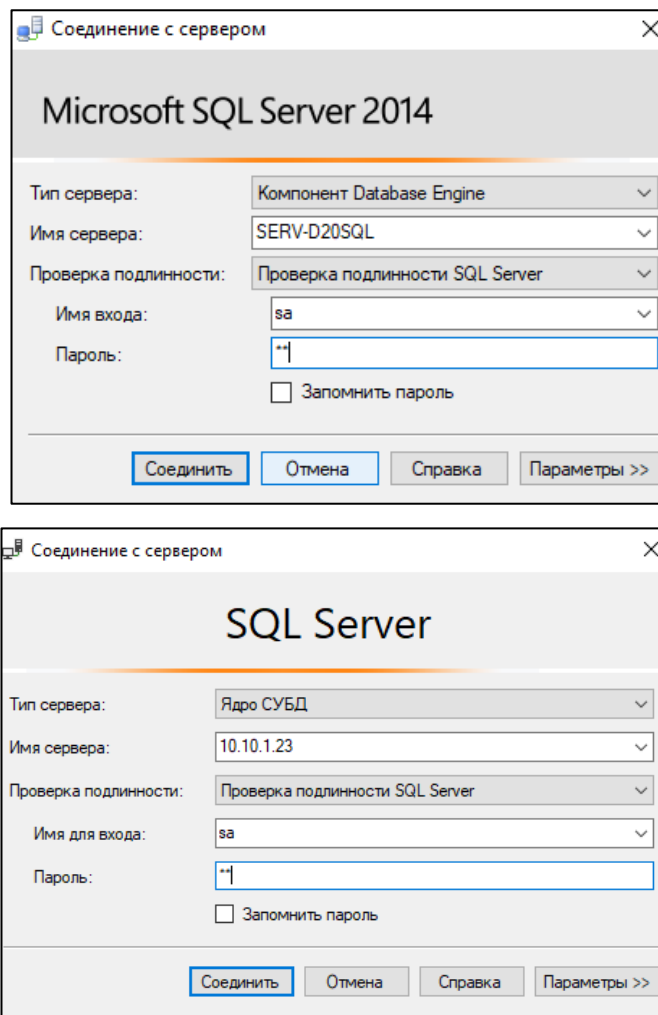 Соединение с сервером
Microsoft SQL Server 2014
Тип сервера: Компонент Database Engine
Имя сервера: SERV-D20SQL
Проверка подлинности: Проверка подлинности SQL Server
Имя входа: sa
Пароль: **
Запомнить пароль
Соединить Отмена Справка Параметры >>
Соединение с сервером
SQL Server
Тип сервера: Ядро СУБД
Имя сервера: 10.10.1.23
Проверка подлинности: Проверка подлинности SQL Server
Имя для входа: sa
Пароль: **
Запомнить пароль
Соединить Отмена Справка Параметры >>